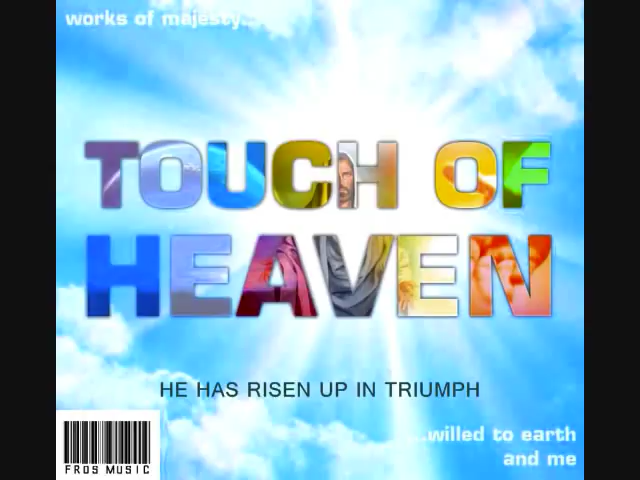 works of majesty...
TOUCH OF
HEAVEN
HE HAS RISEN UP IN TRIUMPH
...willed to earth
and me
FROS MUSIC